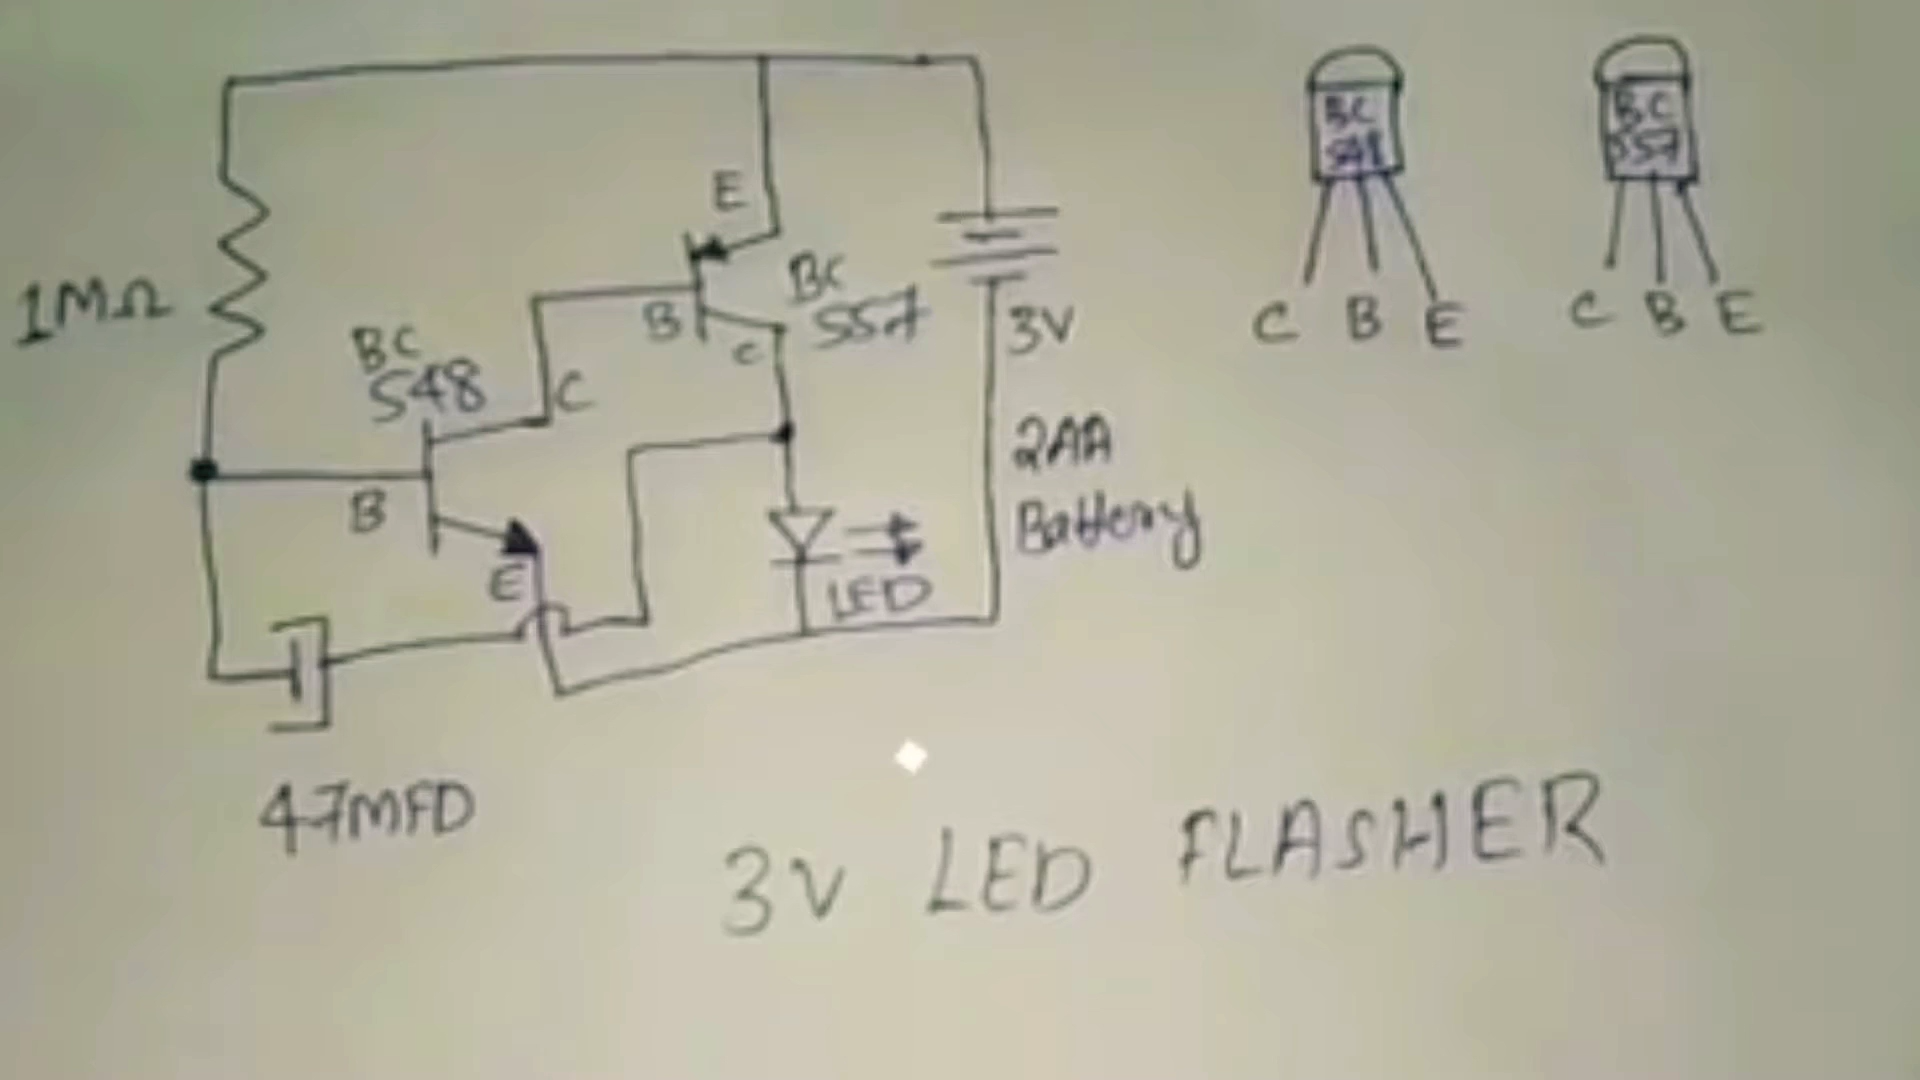 1MΩ
BC
548
B
C
E
E
B
C
BC
557
3V
2AA
Battery
LED
47MFD
BC
548
C B E
BC
557
C B E
3V LED FLASHER